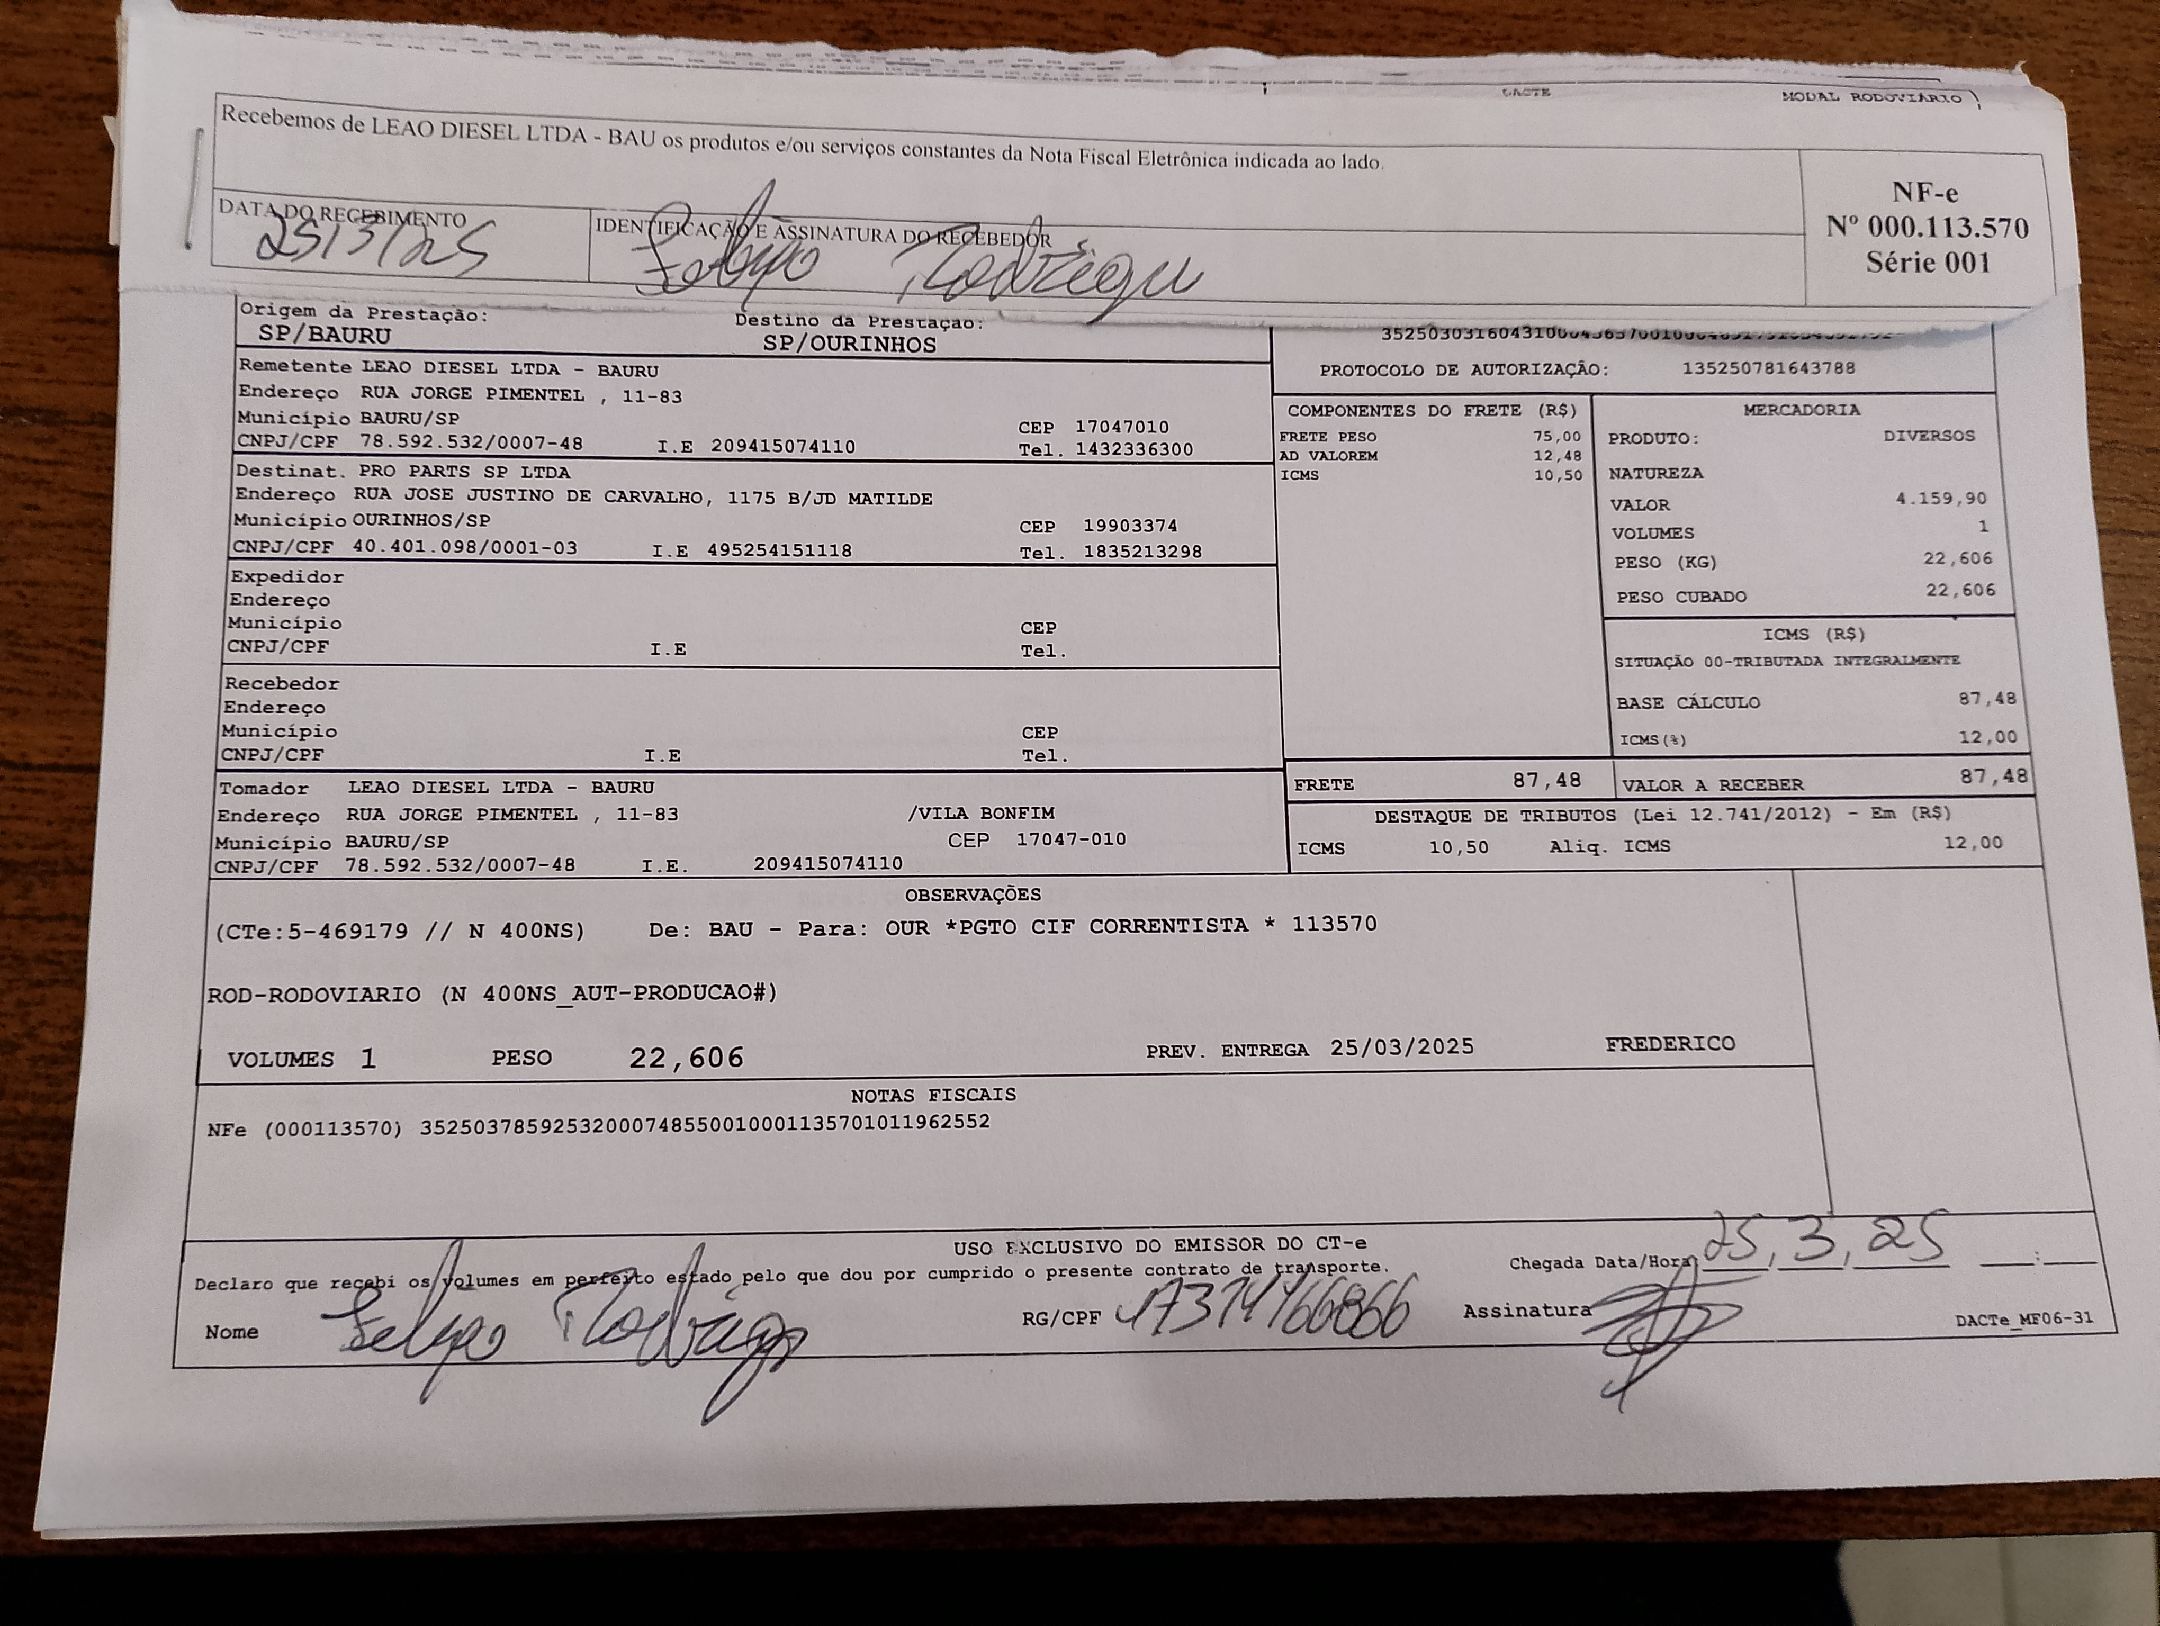 DACTE
MODAL RODOVIÁRIO
Recebemos de LEAO DIESEL LTDA - BAU os produtos e/ou serviços constantes da Nota Fiscal Eletrônica indicada ao lado.
NF-e
Nº 000.113.570
Série 001
DATA DO RECEBIMENTO
25/3/25
IDENTIFICAÇÃO E ASSINATURA DO RECEBEDOR
Felipo Rodrigu
Origem da Prestação:
SP/BAURU
Destino da Prestação:
SP/OURINHOS
PROTOCOLO DE AUTORIZAÇÃO: 135250781643788
Remetente LEAO DIESEL LTDA - BAURU
Endereço RUA JORGE PIMENTEL , 11-83
Município BAURU/SP CEP 17047010
CNPJ/CPF 78.592.532/0007-48 I.E 209415074110 Tel. 1432336300
Destinat. PRO PARTS SP LTDA
Endereço RUA JOSE JUSTINO DE CARVALHO, 1175 B/JD MATILDE
Município OURINHOS/SP CEP 19903374
CNPJ/CPF 40.401.098/0001-03 I.E 495254151118 Tel. 1835213298
Expedidor
Endereço
Município CEP
CNPJ/CPF I.E Tel.
Recebedor
Endereço
Município CEP
CNPJ/CPF I.E Tel.
Tomador LEAO DIESEL LTDA - BAURU
Endereço RUA JORGE PIMENTEL , 11-83 /VILA BONFIM
Município BAURU/SP CEP 17047-010
CNPJ/CPF 78.592.532/0007-48 I.E. 209415074110
COMPONENTES DO FRETE (R$)
FRETE PESO 75,00
AD VALOREM 12,48
ICMS 10,50
MERCADORIA
PRODUTO: DIVERSOS
NATUREZA
VALOR 4.159,90
VOLUMES 1
PESO (KG) 22,606
PESO CUBADO 22,606
ICMS (R$)
SITUAÇÃO 00-TRIBUTADA INTEGRALMENTE
BASE CÁLCULO 87,48
ICMS(%) 12,00
FRETE 87,48
VALOR A RECEBER 87,48
DESTAQUE DE TRIBUTOS (Lei 12.741/2012) - Em (R$)
ICMS 10,50 Aliq. ICMS 12,00
OBSERVAÇÕES
(CTe:5-469179 // N 400NS) De: BAU - Para: OUR *PGTO CIF CORRENTISTA * 113570
ROD-RODOVIARIO (N 400NS_AUT-PRODUCAO#)
VOLUMES 1 PESO 22,606 PREV. ENTREGA 25/03/2025 FREDERICO
NOTAS FISCAIS
NFe (000113570) 35250378592532000748550010001135701011962552
USO EXCLUSIVO DO EMISSOR DO CT-e
Declaro que recebi os volumes em perfeito estado pelo que dou por cumprido o presente contrato de transporte.
Chegada Data/Hora 25,3,25 :
Nome Felipo Rodrigo
RG/CPF
Assinatura
DACTe_MF06-31